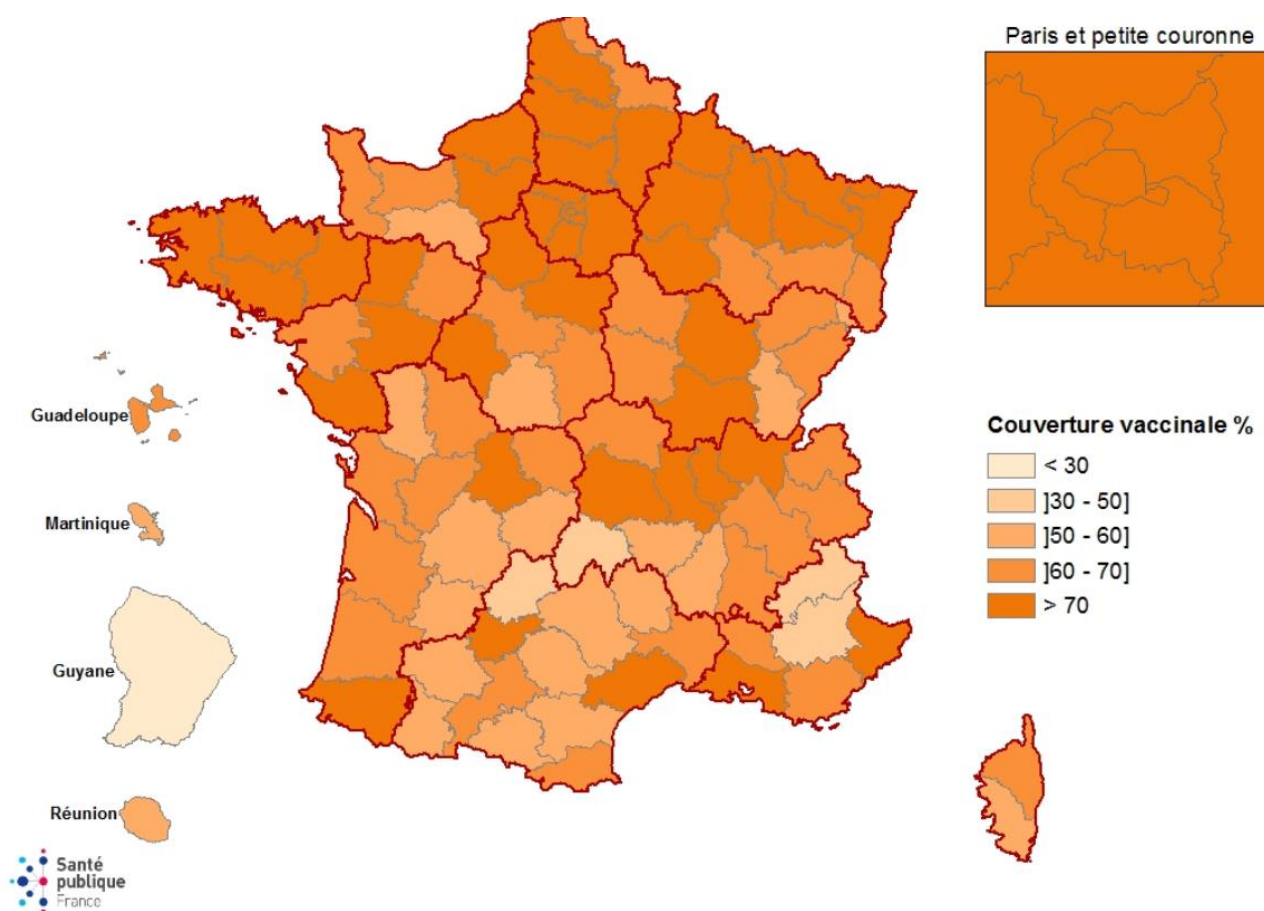 Paris et petite couronne
Guadeloupe
Martinique
Guyane
Réunion
Couverture vaccinale %
< 30
]30 - 50]
]50 - 60]
]60 - 70]
> 70
Santé
publique
France